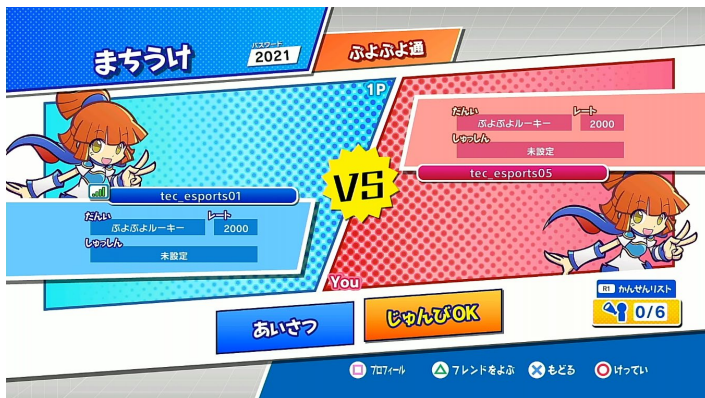 まちうけ
パスワード
2021
ぷよぷよ通
1P
だんい
レート
ぷよぷよルーキー
2000
しゅっしん
未設定
tec_esports05
VS
tec_esports01
だんい
レート
ぷよぷよルーキー
2000
しゅっしん
未設定
You
あいさつ
じゅんびOK
R1 かんせんリスト
0/6
プロフィール
フレンドをよぶ
もどる
けってい